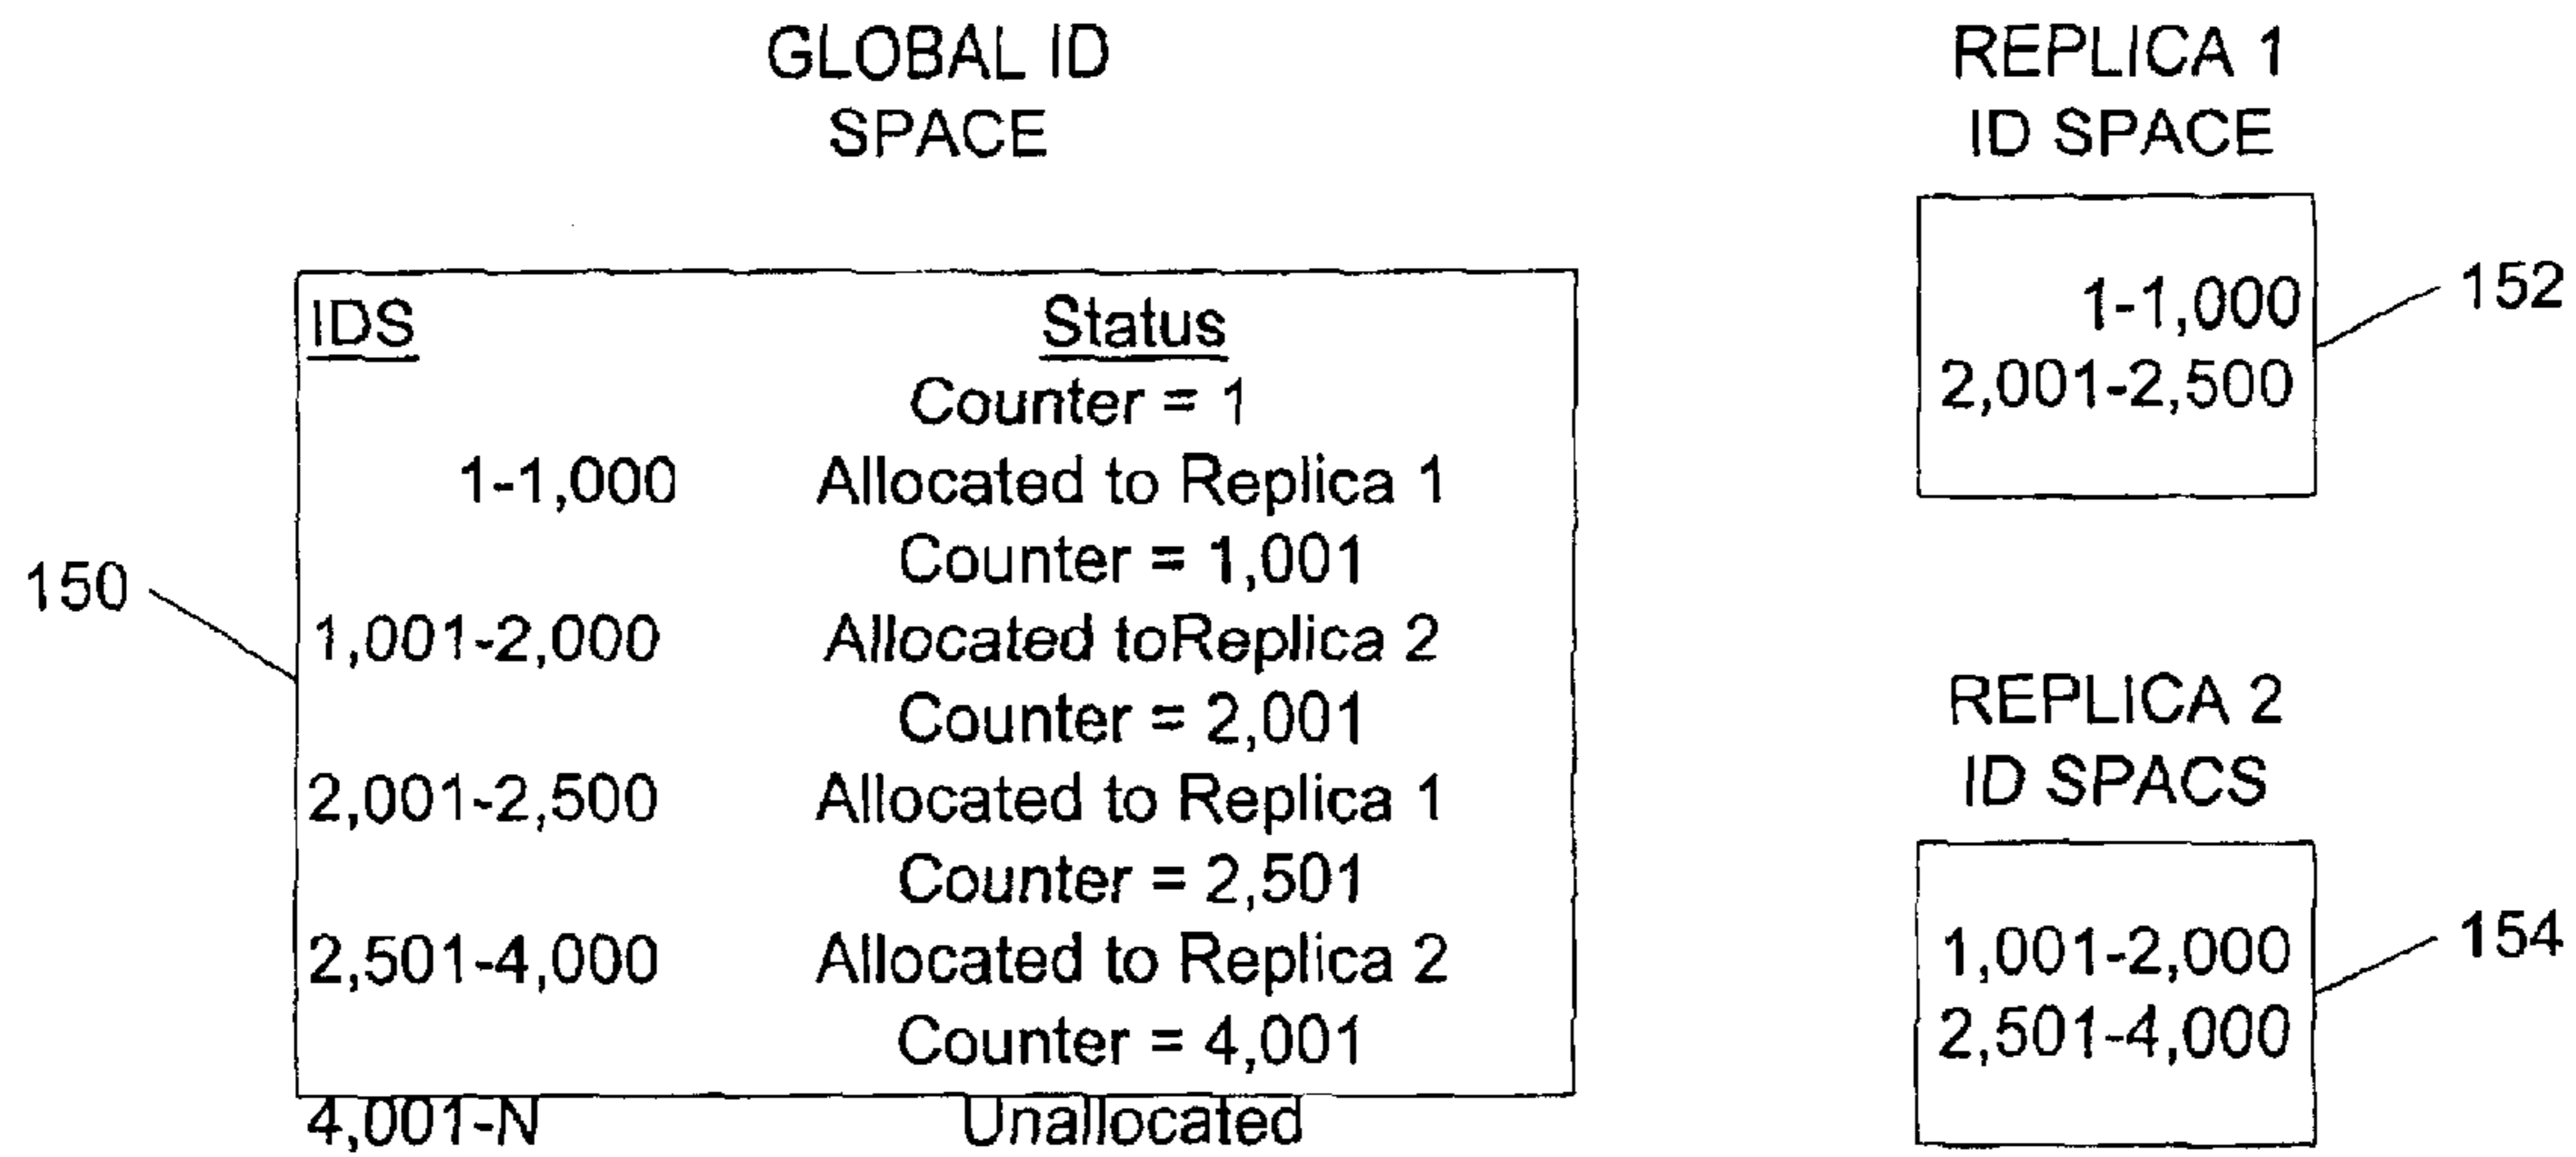 GLOBAL ID
SPACE
IDS Status
Counter = 1
1-1,000 Allocated to Replica 1
Counter = 1,001
1,001-2,000 Allocated toReplica 2
Counter = 2,001
2,001-2,500 Allocated to Replica 1
Counter = 2,501
2,501-4,000 Allocated to Replica 2
Counter = 4,001
4,001-N Unallocated
150
REPLICA 1
ID SPACE
1-1,000
2,001-2,500
152
REPLICA 2
ID SPACS
1,001-2,000
2,501-4,000
154